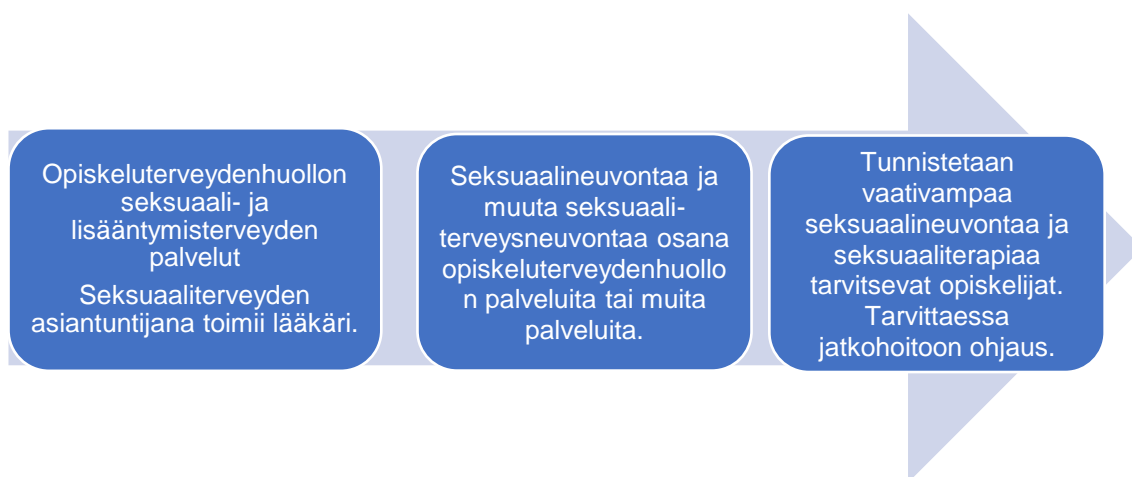 Opiskeluterveydenhuollon
seksuaali- ja
lisääntymisterveyden
palvelut
Seksuaaliterveyden
asiantuntijana toimii lääkäri.
Seksuaalineuvontaa ja
muuta seksuaali-
terveysneuvontaa osana
opiskeluterveydenhuollo
n palveluita tai muita
palveluita.
Tunnistetaan
vaativampaa
seksuaalineuvontaa ja
seksuaaliterapiaa
tarvitsevat opiskelijat.
Tarvittaessa
jatkohoitoon ohjaus.